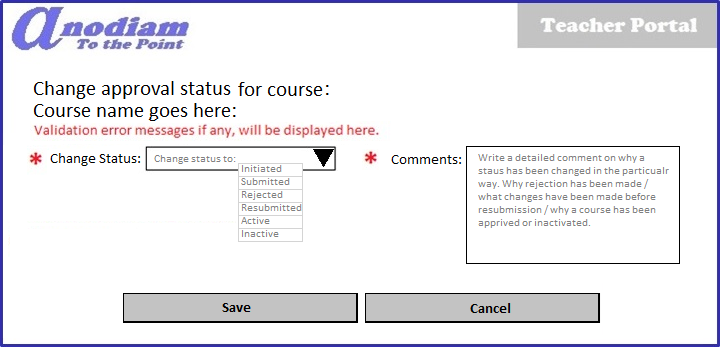 anodiam
To the Point
Teacher Portal
Change approval status for course:
Course name goes here:
Validation error messages if any, will be displayed here.
* Change Status:
Change status to:
Initiated
Submitted
Rejected
Resubmitted
Active
Inactive
* Comments:
Write a detailed comment on why a
staus has been changed in the particualr
way. Why rejection has been made /
what changes have been made before
resubmission / why a course has been
apprived or inactivated.
Save
Cancel